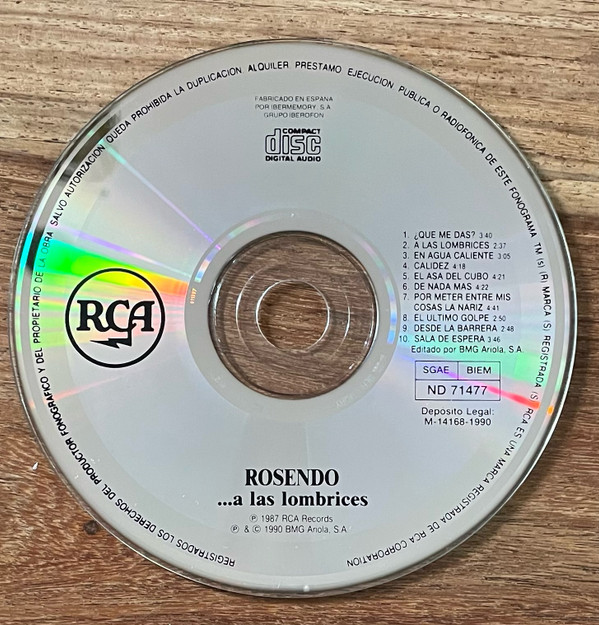 REGISTRADOS LOS DERECHOS DEL PRODUCTOR FONOGRAFICO Y DEL PROPIETARIO DE LA OBRA. SALVO AUTORIZACION QUEDA PROHIBIDA LA DUPLICACION ALQUILER PRESTAMO EJECUCION PUBLICA O RADIOFONICA DE ESTE FONOGRAMA. TM (s) (R) MARCA (S) REGISTRADA (S) RCA ES UNA MARCA REGISTRADA DE RCA CORPORATION
FABRICADO EN ESPAÑA
POR IBERMEMORY, S.A.
GRUPO IBEROFON
COMPACT
disc
DIGITAL AUDIO
1. ¿QUE ME DAS? 3:40
2. A LAS LOMBRICES 2:37
3. EN AGUA CALIENTE 3:05
4. CALIDEZ 4:18
5. EL ASA DEL CUBO 4:21
6. DE NADA MAS 4:22
7. POR METER ENTRE MIS
COSAS LA NARIZ 4:41
8. EL ULTIMO GOLPE 2:50
9. DESDE LA BARRERA 2:48
10. SALA DE ESPERA 3:46
Editado por BMG Ariola, S.A.
RCA
SGAE BIEM
ND 71477
Deposito Legal:
M-14168-1990
ROSENDO
...a las lombrices
℗ 1987 RCA Records
℗ & © 1990 BMG Ariola, S.A.